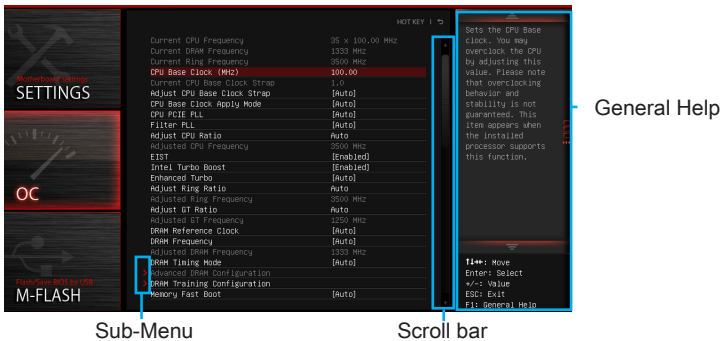 HOT KEY | ⮌
Motherboard settings
SETTINGS
OC
Flash/Save BIOS by USB
M-FLASH
Current CPU Frequency 35 x 100.00 MHz
Current DRAM Frequency 1333 MHz
Current Ring Frequency 3500 MHz
CPU Base Clock (MHz) 100.00
Current CPU Base Clock Strap 1.0
Adjust CPU Base Clock Strap [Auto]
CPU Base Clock Apply Mode [Auto]
CPU PCIE PLL [Auto]
Filter PLL [Auto]
Adjust CPU Ratio Auto
Adjusted CPU Frequency 3500 MHz
EIST [Enabled]
Intel Turbo Boost [Enabled]
Enhanced Turbo [Auto]
Adjust Ring Ratio Auto
Adjusted Ring Frequency 3500 MHz
Adjust GT Ratio Auto
Adjusted GT Frequency 1250 MHz
DRAM Reference Clock [Auto]
DRAM Frequency [Auto]
Adjusted DRAM Frequency 1333 MHz
DRAM Timing Mode [Auto]
> Advanced DRAM Configuration
> DRAM Training Configuration
Memory Fast Boot [Auto]
Sets the CPU Base
clock. You may
overclock the CPU
by adjusting this
value. Please note
that overclocking
behavior and
stability is not
guaranteed. This
item appears when
the installed
processor supports
this function.
↑↓→←: Move
Enter: Select
+/-: Value
ESC: Exit
F1: General Help
General Help
Sub-Menu
Scroll bar